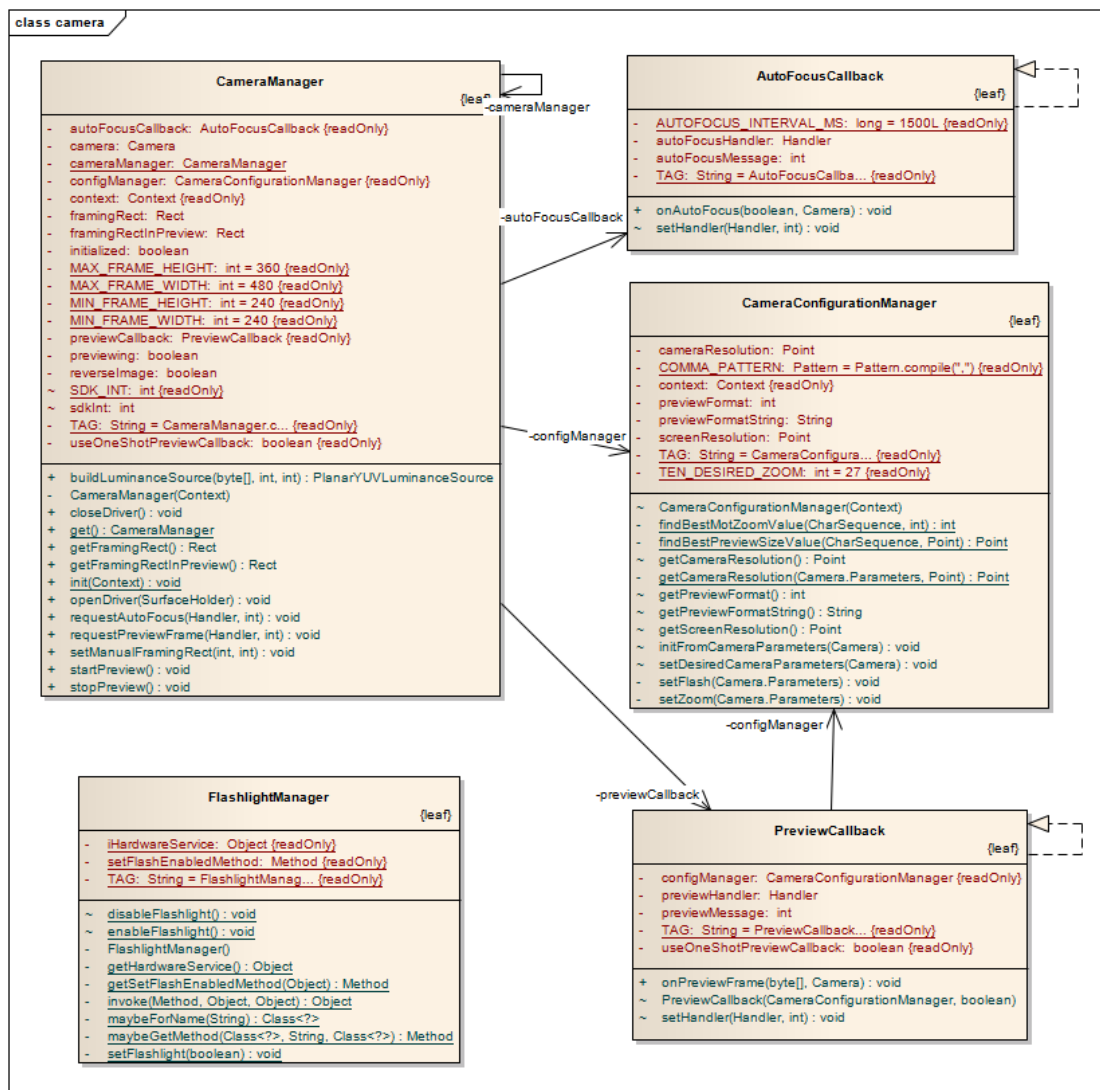 class camera
CameraManager
{leaf}
-cameraManager
- autoFocusCallback: AutoFocusCallback {readOnly}
- camera: Camera
- cameraManager: CameraManager
- configManager: CameraConfigurationManager {readOnly}
- context: Context {readOnly}
- framingRect: Rect
- framingRectInPreview: Rect
- initialized: boolean
- MAX_FRAME_HEIGHT: int = 360 {readOnly}
- MAX_FRAME_WIDTH: int = 480 {readOnly}
- MIN_FRAME_HEIGHT: int = 240 {readOnly}
- MIN_FRAME_WIDTH: int = 240 {readOnly}
- previewCallback: PreviewCallback {readOnly}
- previewing: boolean
- reverseImage: boolean
~ SDK_INT: int {readOnly}
~ sdkInt: int
- TAG: String = CameraManager.c... {readOnly}
- useOneShotPreviewCallback: boolean {readOnly}
+ buildLuminanceSource(byte[], int, int) : PlanarYUVLuminanceSource
- CameraManager(Context)
+ closeDriver() : void
+ get() : CameraManager
+ getFramingRect() : Rect
+ getFramingRectInPreview() : Rect
+ init(Context) : void
+ openDriver(SurfaceHolder) : void
+ requestAutoFocus(Handler, int) : void
+ requestPreviewFrame(Handler, int) : void
+ setManualFramingRect(int, int) : void
+ startPreview() : void
+ stopPreview() : void
AutoFocusCallback
{leaf}
- AUTOFOCUS_INTERVAL_MS: long = 1500L {readOnly}
- autoFocusHandler: Handler
- autoFocusMessage: int
- TAG: String = AutoFocusCallba... {readOnly}
+ onAutoFocus(boolean, Camera) : void
~ setHandler(Handler, int) : void
-autoFocusCallback
CameraConfigurationManager
{leaf}
- cameraResolution: Point
- COMMA_PATTERN: Pattern = Pattern.compile(",") {readOnly}
- context: Context {readOnly}
- previewFormat: int
- previewFormatString: String
- screenResolution: Point
- TAG: String = CameraConfigura... {readOnly}
- TEN_DESIRED_ZOOM: int = 27 {readOnly}
~ CameraConfigurationManager(Context)
- findBestMotZoomValue(CharSequence, int) : int
- findBestPreviewSizeValue(CharSequence, Point) : Point
~ getCameraResolution() : Point
- getCameraResolution(Camera.Parameters, Point) : Point
~ getPreviewFormat() : int
~ getPreviewFormatString() : String
~ getScreenResolution() : Point
~ initFromCameraParameters(Camera) : void
~ setDesiredCameraParameters(Camera) : void
- setFlash(Camera.Parameters) : void
- setZoom(Camera.Parameters) : void
-configManager
-configManager
-previewCallback
FlashlightManager
{leaf}
- iHardwareService: Object {readOnly}
- setFlashEnabledMethod: Method {readOnly}
- TAG: String = FlashlightManag... {readOnly}
~ disableFlashlight() : void
~ enableFlashlight() : void
- FlashlightManager()
- getHardwareService() : Object
- getSetFlashEnabledMethod(Object) : Method
- invoke(Method, Object, Object) : Object
- maybeForName(String) : Class<?>
- maybeGetMethod(Class<?>, String, Class<?>) : Method
- setFlashlight(boolean) : void
PreviewCallback
{leaf}
- configManager: CameraConfigurationManager {readOnly}
- previewHandler: Handler
- previewMessage: int
- TAG: String = PreviewCallback... {readOnly}
- useOneShotPreviewCallback: boolean {readOnly}
+ onPreviewFrame(byte[], Camera) : void
~ PreviewCallback(CameraConfigurationManager, boolean)
~ setHandler(Handler, int) : void